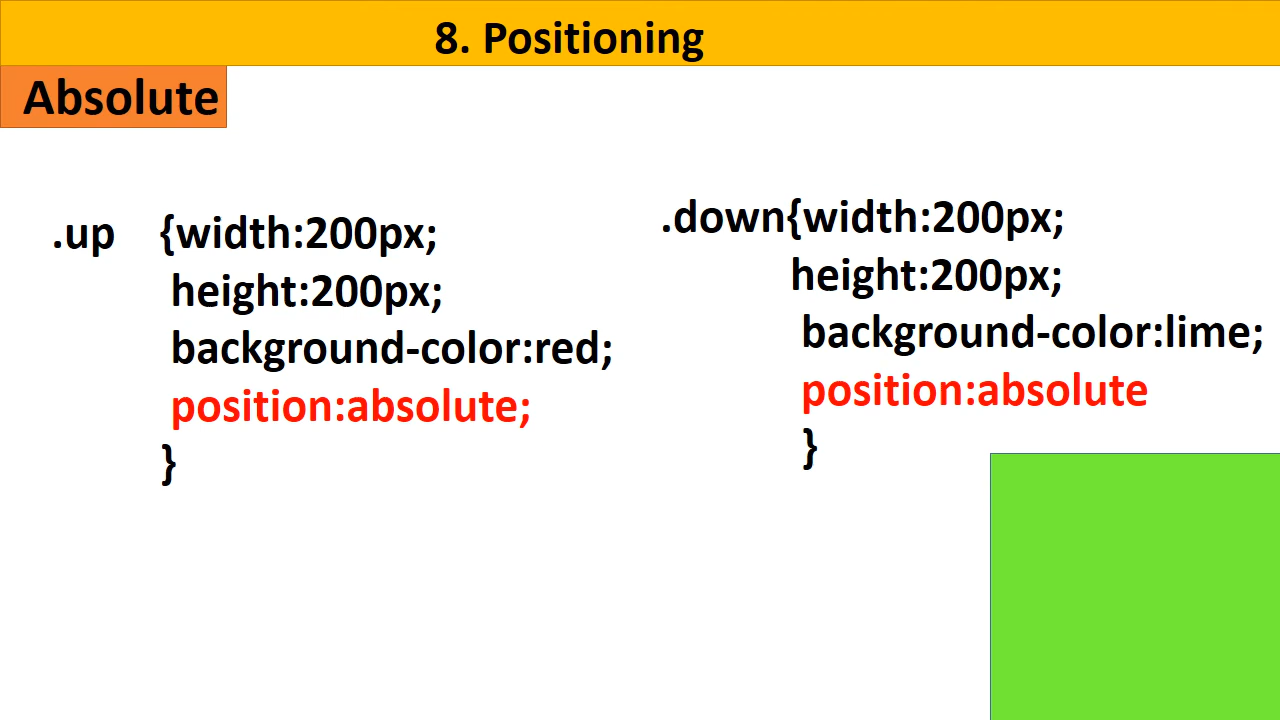 8. Positioning
Absolute
.up {width:200px;
height:200px;
background-color:red;
position:absolute;
}
.down{width:200px;
height:200px;
background-color:lime;
position:absolute
}